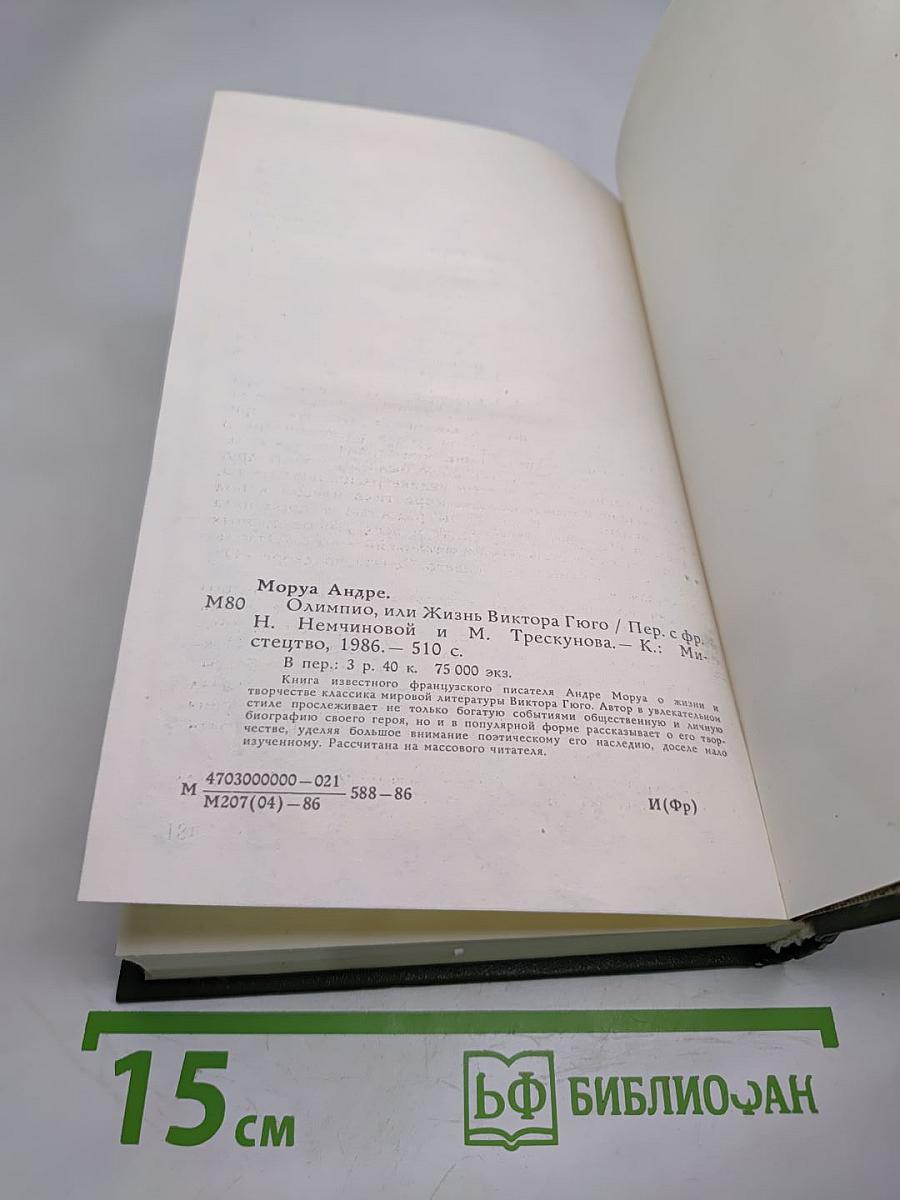 Моруа Андре.
М80 Олимпио, или Жизнь Виктора Гюго / Пер. с фр.
Н. Немчиновой и М. Трескунова.— К.: Ми-
стецтво, 1986.— 510 с.
В пер.: 3 р. 40 к. 75 000 экз.
Книга известного французского писателя Андре Моруа о жизни и
творчестве классика мировой литературы Виктора Гюго. Автор в увлекательном
стиле прослеживает не только богатую событиями общественную и личную
биографию своего героя, но и в популярной форме рассказывает о его твор-
честве, уделяя большое внимание поэтическому его наследию, доселе мало
изученному. Рассчитана на массового читателя.
М 4703000000—021 588—86
М207(04)—86
И(Фр)
15 см
БФ БИБЛИОФАН